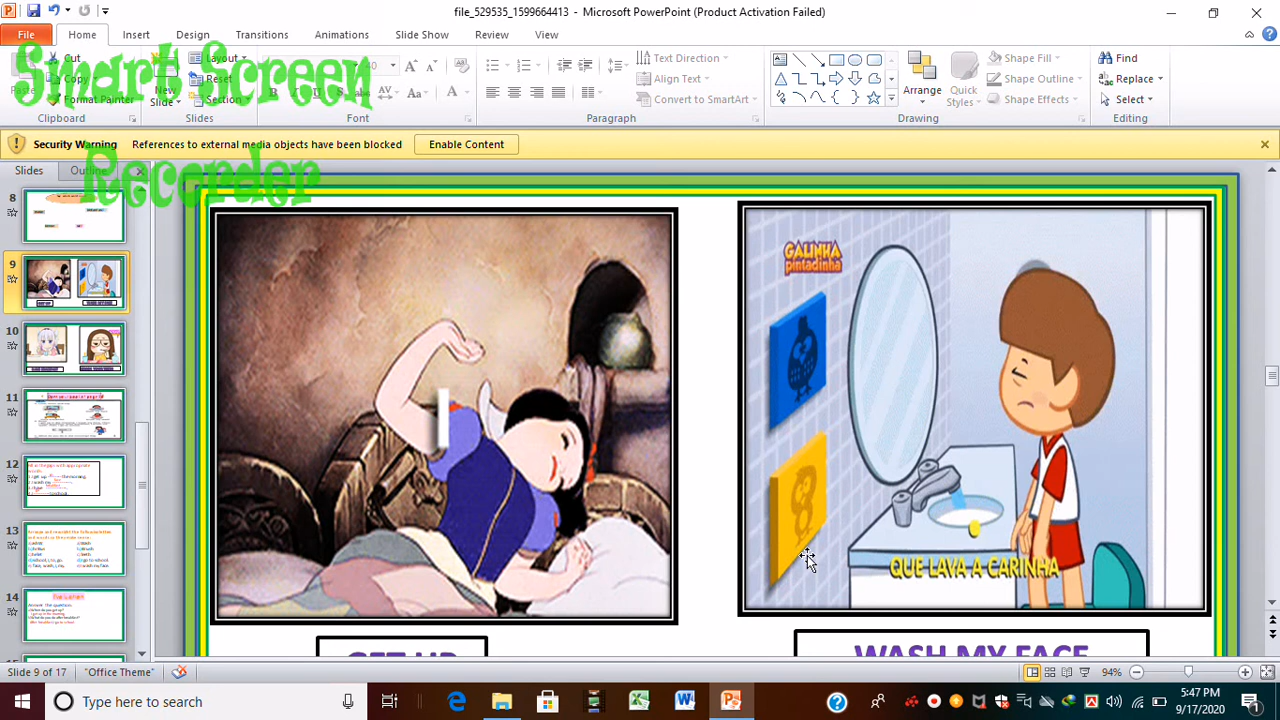 file_529535_1599664413 - Microsoft PowerPoint (Product Activation Failed)
File Home Insert Design Transitions Animations Slide Show Review View
Smart Screen
Recorder
Cut
Copy
Format Painter
Paste
Clipboard
New
Slide
Layout
Reset
Section
Slides
Font
Text Direction
Align Text
Convert to SmartArt
Paragraph
Arrange
Quick
Styles
Shape Fill
Shape Outline
Shape Effects
Drawing
Find
Replace
Select
Editing
Security Warning References to external media objects have been blocked Enable Content
Slides Outline
8
9
10
11
12
13
14
GALINHA
pintadinha
QUE LAVA A CARINHA
GET UP
WASH MY FACE
Slide 9 of 17 "Office Theme" 94%
Type here to search
5:47 PM
9/17/2020